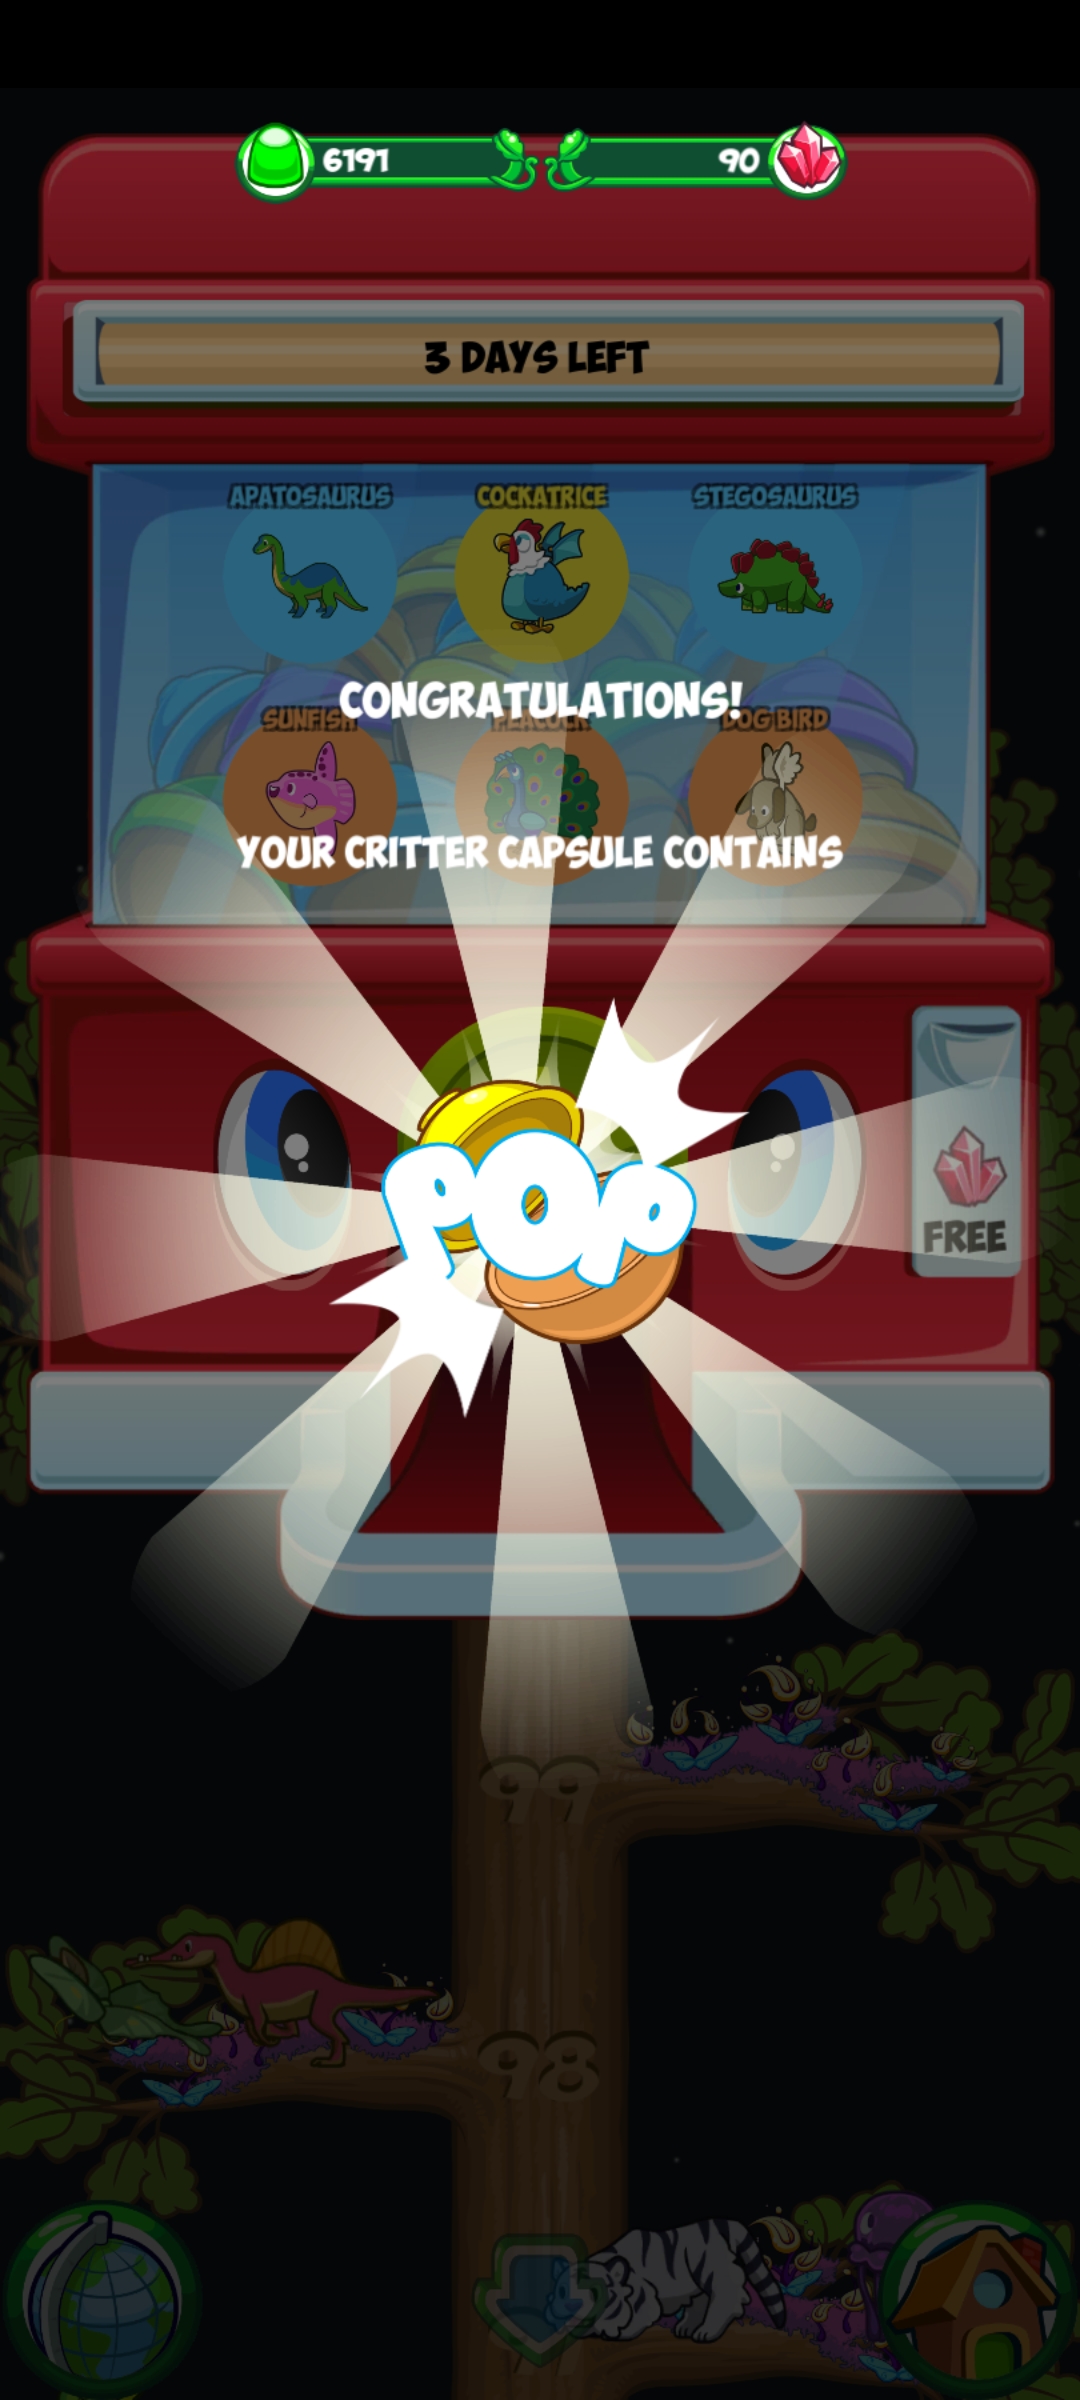 6191
90
3 DAYS LEFT
APATOSAURUS
COCKATRICE
STEGOSAURUS
CONGRATULATIONS!
SUNFISH
PEACOCK
DOG BIRD
YOUR CRITTER CAPSULE CONTAINS
POP
FREE
99
98